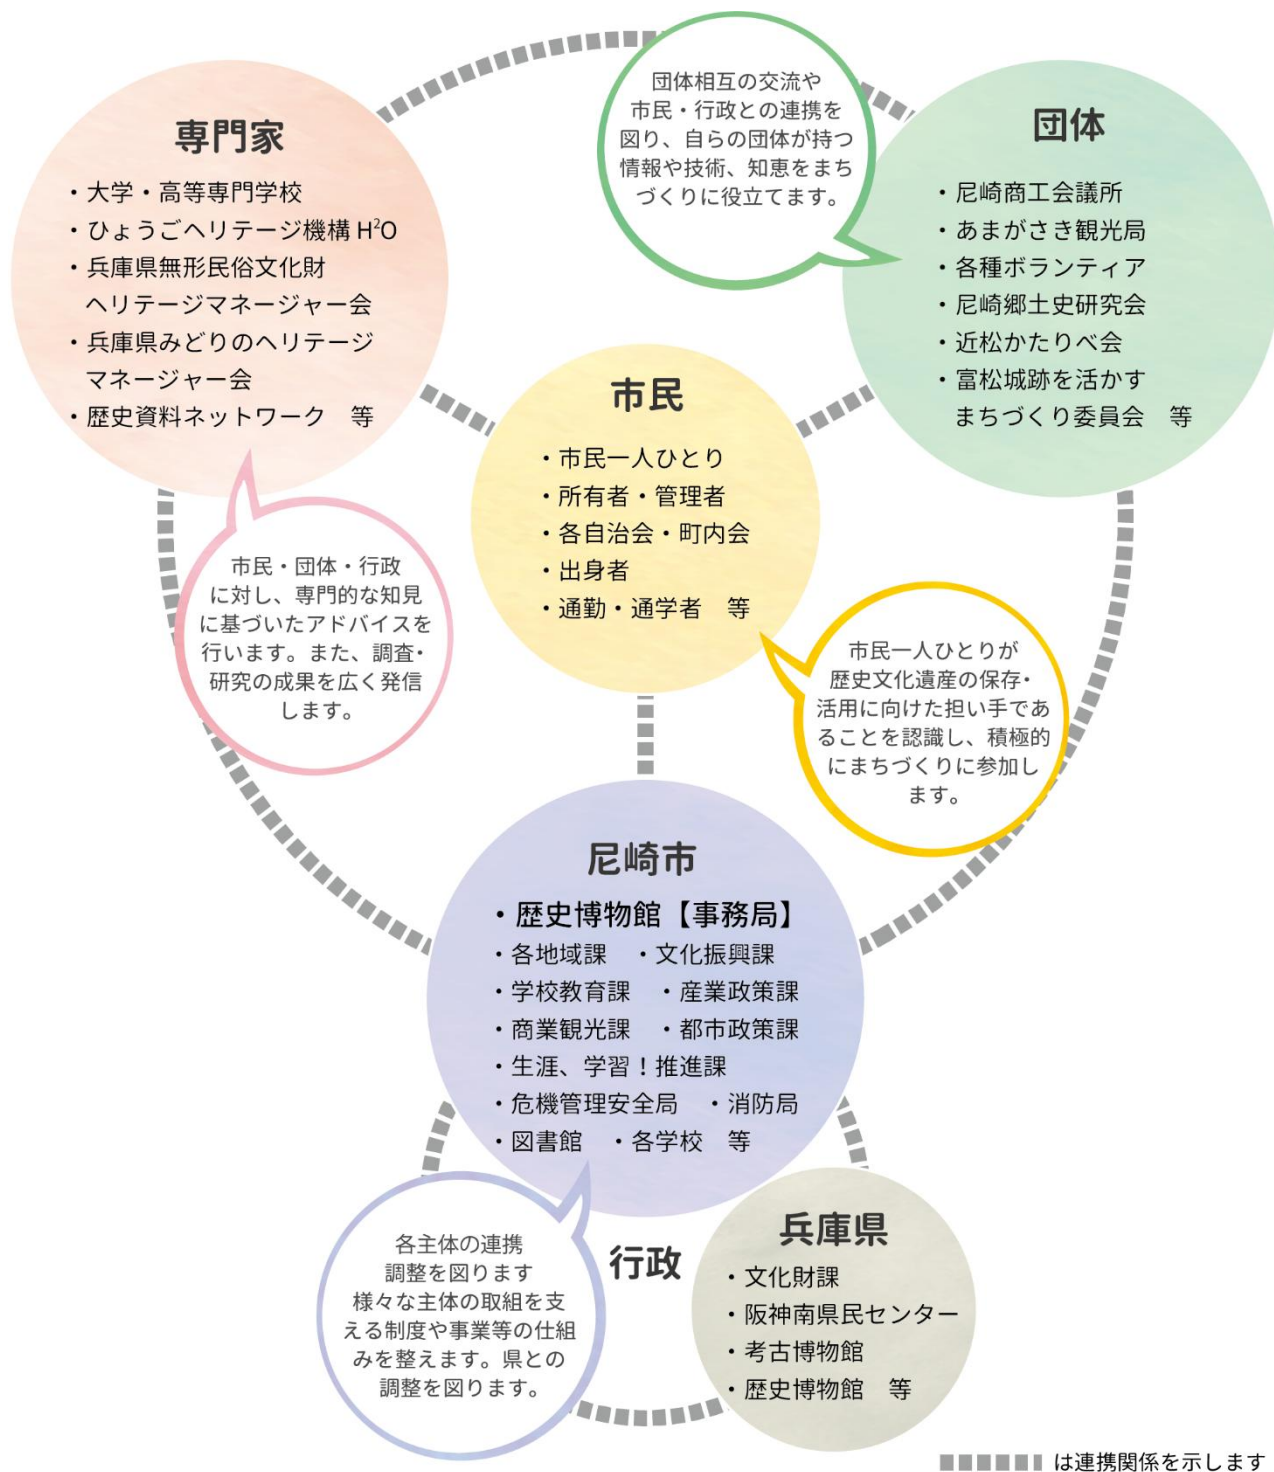 専門家
・大学・高等専門学校
・ひょうごヘリテージ機構 H²O
・兵庫県無形民俗文化財
ヘリテージマネージャー会
・兵庫県みどりのヘリテージ
マネージャー会
・歴史資料ネットワーク　等
団体相互の交流や
市民・行政との連携を
図り、自らの団体が持つ
情報や技術、知恵をまち
づくりに役立てます。
団体
・尼崎商工会議所
・あまがさき観光局
・各種ボランティア
・尼崎郷土史研究会
・近松かたりべ会
・富松城跡を活かす
まちづくり委員会　等
市民
・市民一人ひとり
・所有者・管理者
・各自治会・町内会
・出身者
・通勤・通学者　等
市民・団体・行政
に対し、専門的な知見
に基づいたアドバイスを
行います。また、調査・
研究の成果を広く発信
します。
市民一人ひとりが
歴史文化遺産の保存・
活用に向けた担い手であ
ることを認識し、積極的
にまちづくりに参加し
ます。
尼崎市
・歴史博物館【事務局】
・各地域課　・文化振興課
・学校教育課　・産業政策課
・商業観光課　・都市政策課
・生涯、学習！推進課
・危機管理安全局　・消防局
・図書館　・各学校　等
各主体の連携
調整を図ります
様々な主体の取組を支
える制度や事業等の仕組
みを整えます。県との
調整を図ります。
行政
兵庫県
・文化財課
・阪神南県民センター
・考古博物館
・歴史博物館　等
は連携関係を示します